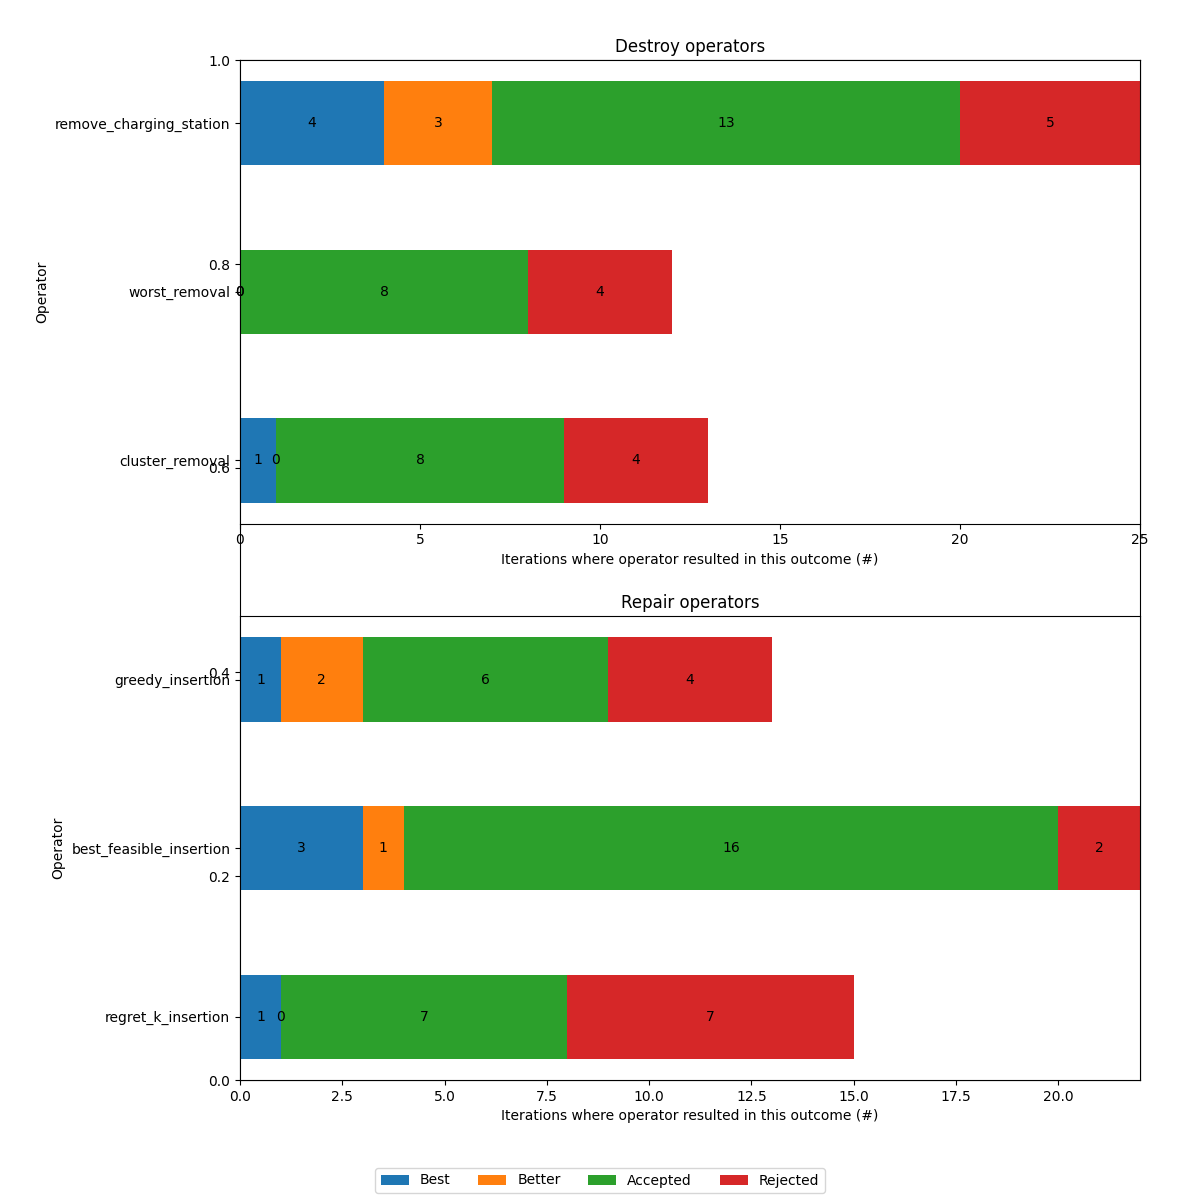 Destroy operators
1.0
remove_charging_station 4 3 13 5
0.8
Operator
worst_removal 0 8 4
cluster_removal 1 0 8 4
0.6
0 5 10 15 20 25
Iterations where operator resulted in this outcome (#)
Repair operators
0.4
greedy_insertion 1 2 6 4
Operator
best_feasible_insertion 3 1 16 2
0.2
regret_k_insertion 1 0 7 7
0.0
0.0 2.5 5.0 7.5 10.0 12.5 15.0 17.5 20.0
Iterations where operator resulted in this outcome (#)
Best Better Accepted Rejected